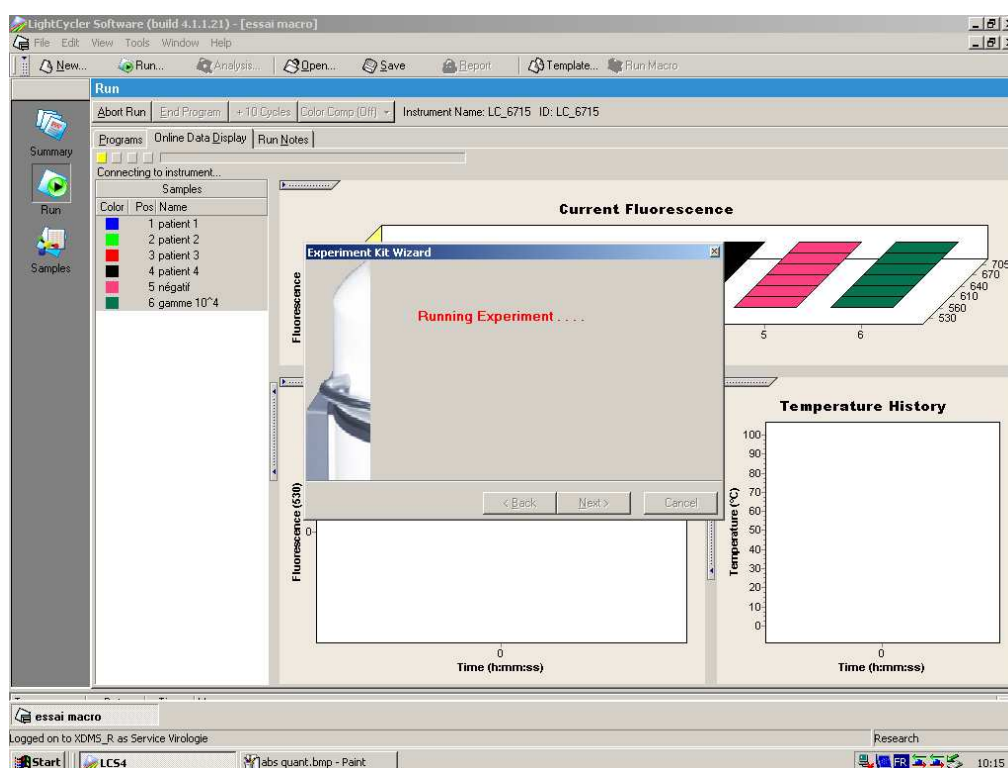 LightCycler Software (build 4.1.1.21) - [essai macro]
File Edit View Tools Window Help
New... Run... Analysis... Open... Save Report Template... Run Macro
Run
Abort Run End Program +10 Cycles Color Comp (Off) Instrument Name: LC_6715 ID: LC_6715
Programs Online Data Display Run Notes
Connecting to instrument...
Summary
Run
Samples
Samples
Color Pos Name
1 patient 1
2 patient 2
3 patient 3
4 patient 4
5 négatif
6 gamme 10^4
Current Fluorescence
Fluorescence
705
670
640
610
560
530
5 6
Experiment Kit Wizard
Running Experiment . . . .
< Back Next > Cancel
Fluorescence (530)
0
0
Time (h:mm:ss)
Temperature History
Temperature (°C)
100
90
80
70
60
50
40
30
20
10
0
0
Time (h:mm:ss)
essai macro
Logged on to XDMS_R as Service Virologie
Research
Start LCS4 abs quant.bmp - Paint FR 10:15